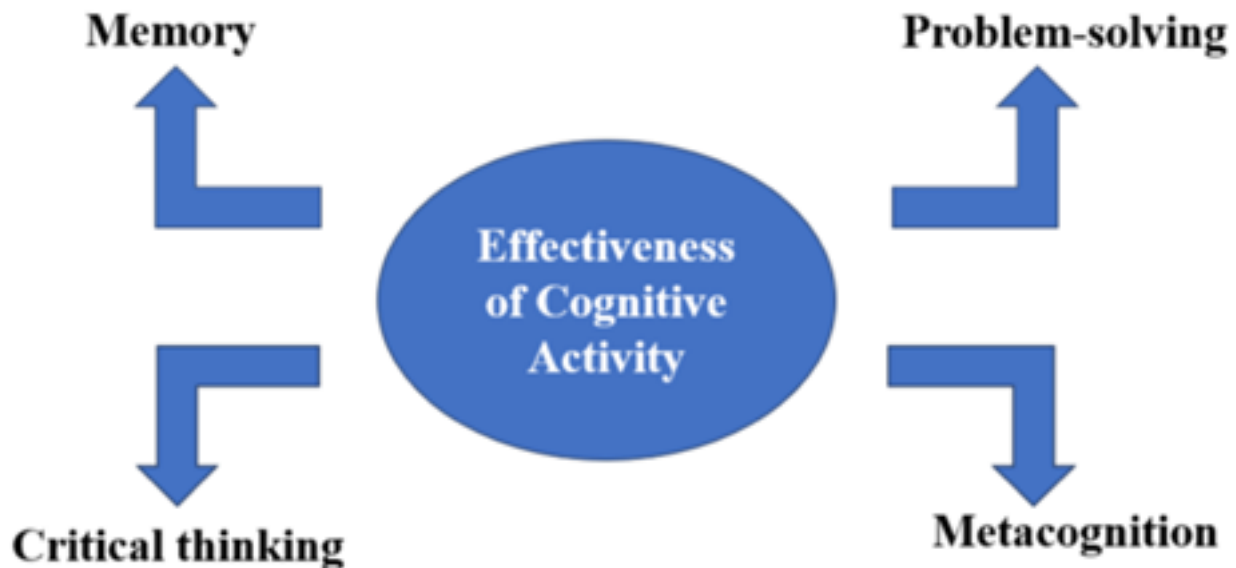 Memory
Problem-solving
Effectiveness
of Cognitive
Activity
Critical thinking
Metacognition